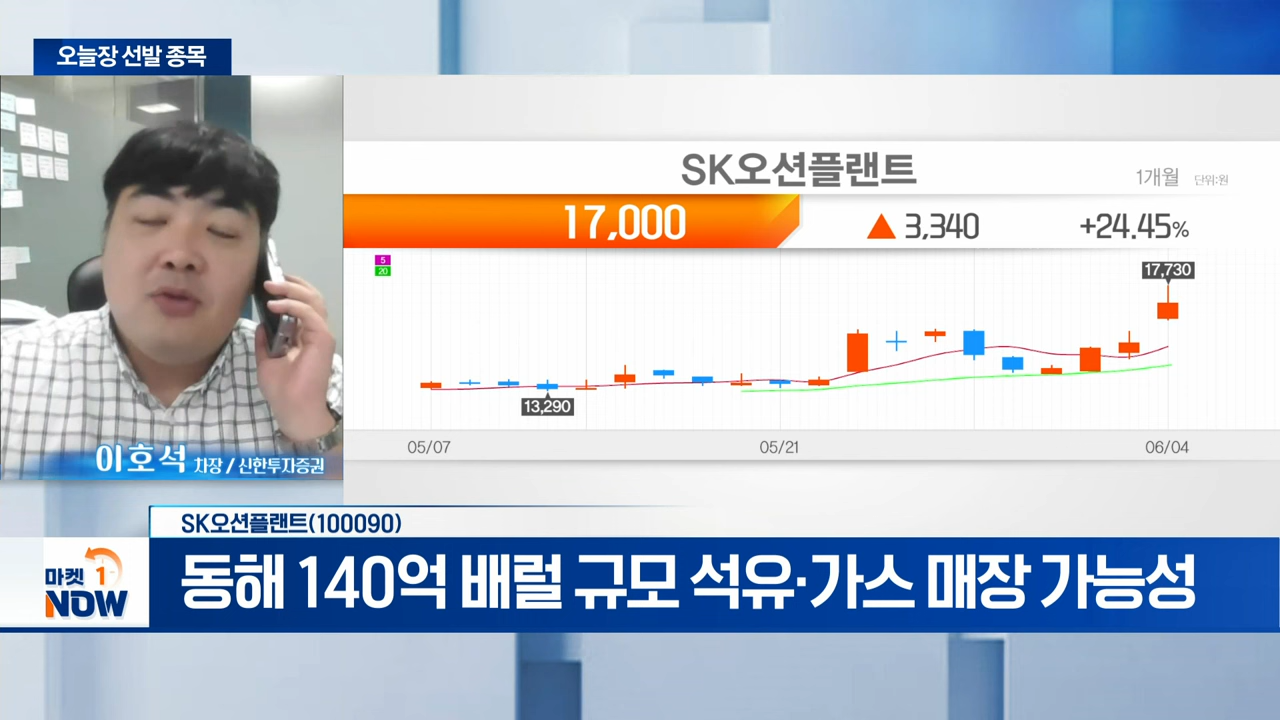 오늘장 선발 종목
SK오션플랜트
1개월 단위:원
17,000 ▲ 3,340 +24.45%
5
20
17,730
13,290
05/07 05/21 06/04
이호석 차장 / 신한투자증권
SK오션플랜트(100090)
마켓 1
NOW
동해 140억 배럴 규모 석유·가스 매장 가능성